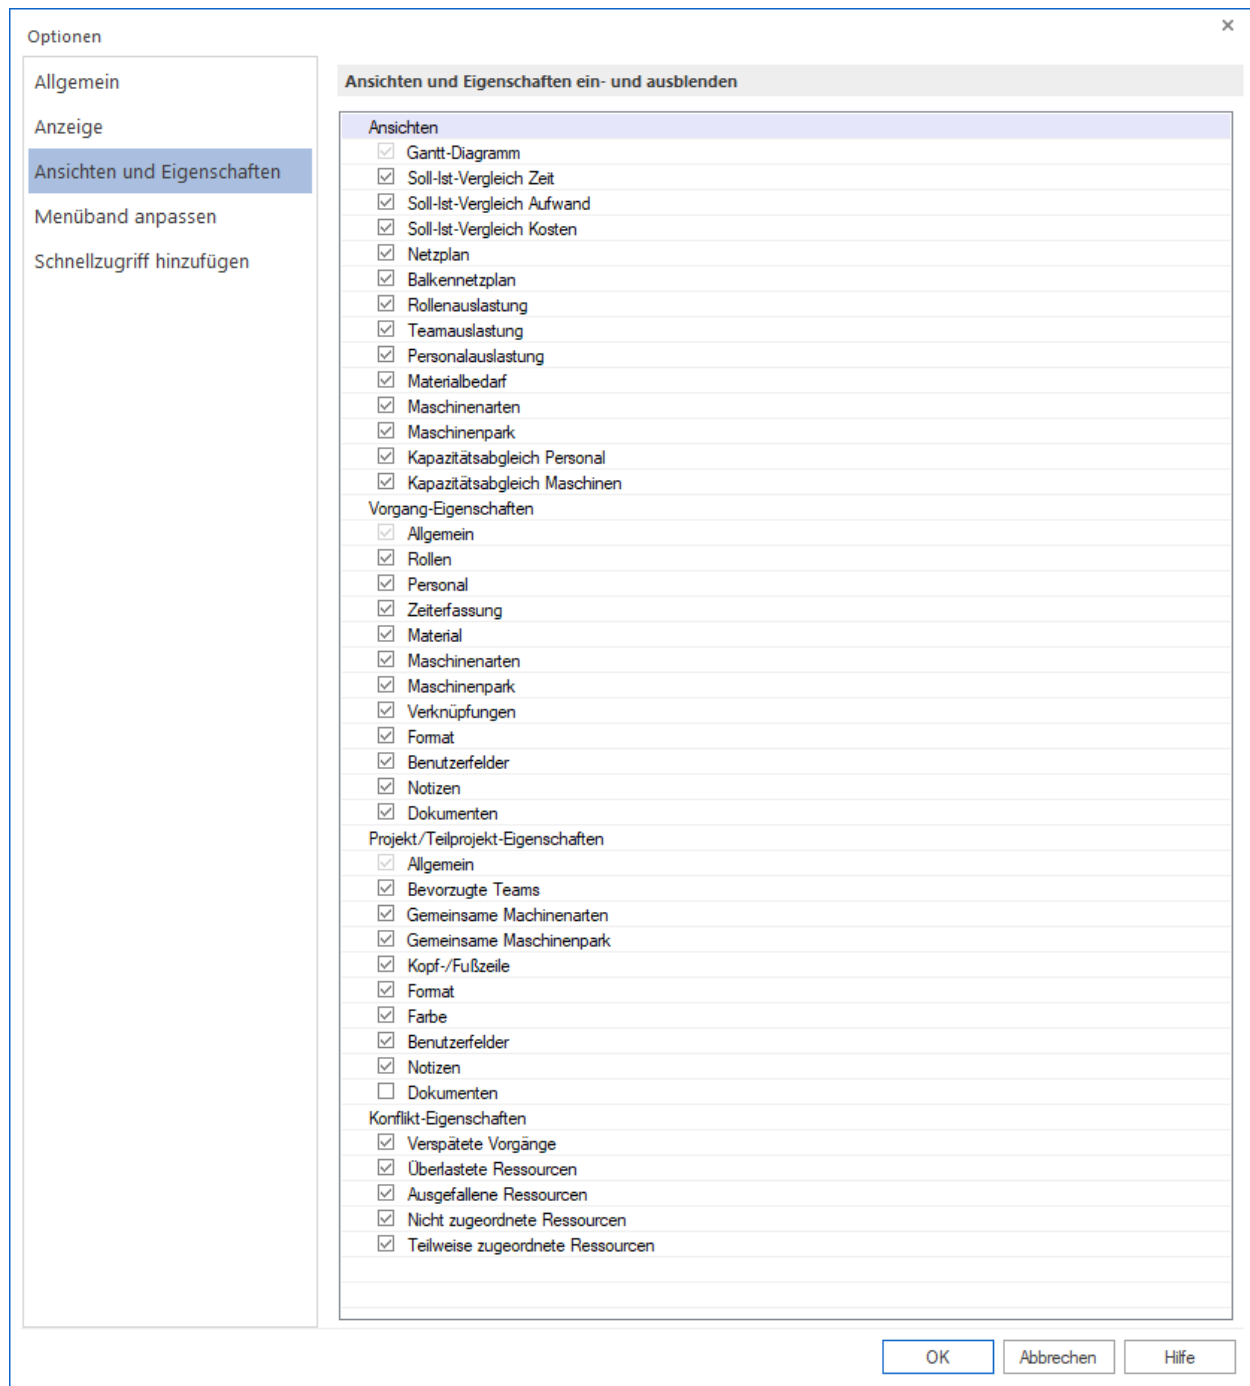 Optionen
Allgemein
Anzeige
Ansichten und Eigenschaften
Menüband anpassen
Schnellzugriff hinzufügen
Ansichten und Eigenschaften ein- und ausblenden
Ansichten
Gantt-Diagramm
Soll-Ist-Vergleich Zeit
Soll-Ist-Vergleich Aufwand
Soll-Ist-Vergleich Kosten
Netzplan
Balkennetzplan
Rollenauslastung
Teamauslastung
Personalauslastung
Materialbedarf
Maschinenarten
Maschinenpark
Kapazitätsabgleich Personal
Kapazitätsabgleich Maschinen
Vorgang-Eigenschaften
Allgemein
Rollen
Personal
Zeiterfassung
Material
Maschinenarten
Maschinenpark
Verknüpfungen
Format
Benutzerfelder
Notizen
Dokumenten
Projekt/Teilprojekt-Eigenschaften
Allgemein
Bevorzugte Teams
Gemeinsame Machinenarten
Gemeinsame Maschinenpark
Kopf-/Fußzeile
Format
Farbe
Benutzerfelder
Notizen
Dokumenten
Konflikt-Eigenschaften
Verspätete Vorgänge
Überlastete Ressourcen
Ausgefallene Ressourcen
Nicht zugeordnete Ressourcen
Teilweise zugeordnete Ressourcen
OK
Abbrechen
Hilfe